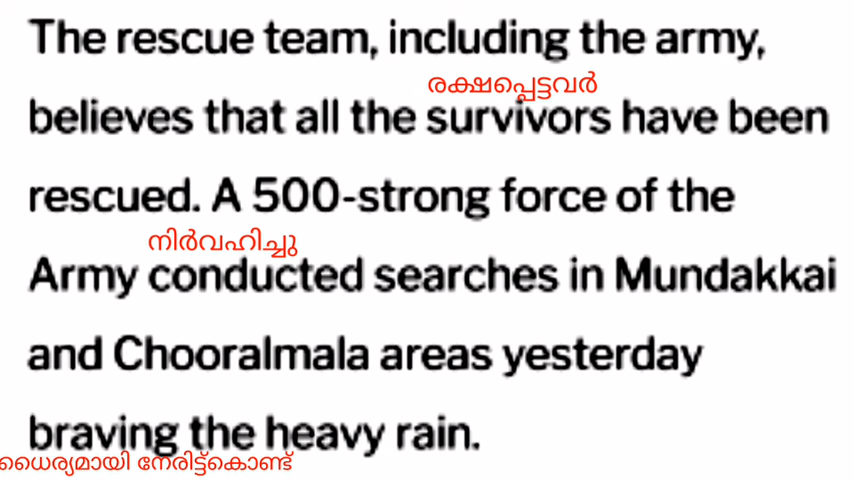 The rescue team, including the army,
രക്ഷപ്പെട്ടവർ
believes that all the survivors have been
rescued. A 500-strong force of the
നിർവഹിച്ചു
Army conducted searches in Mundakkai
and Chooralmala areas yesterday
braving the heavy rain.
ധൈര്യമായി നേരിട്ട്കൊണ്ട്